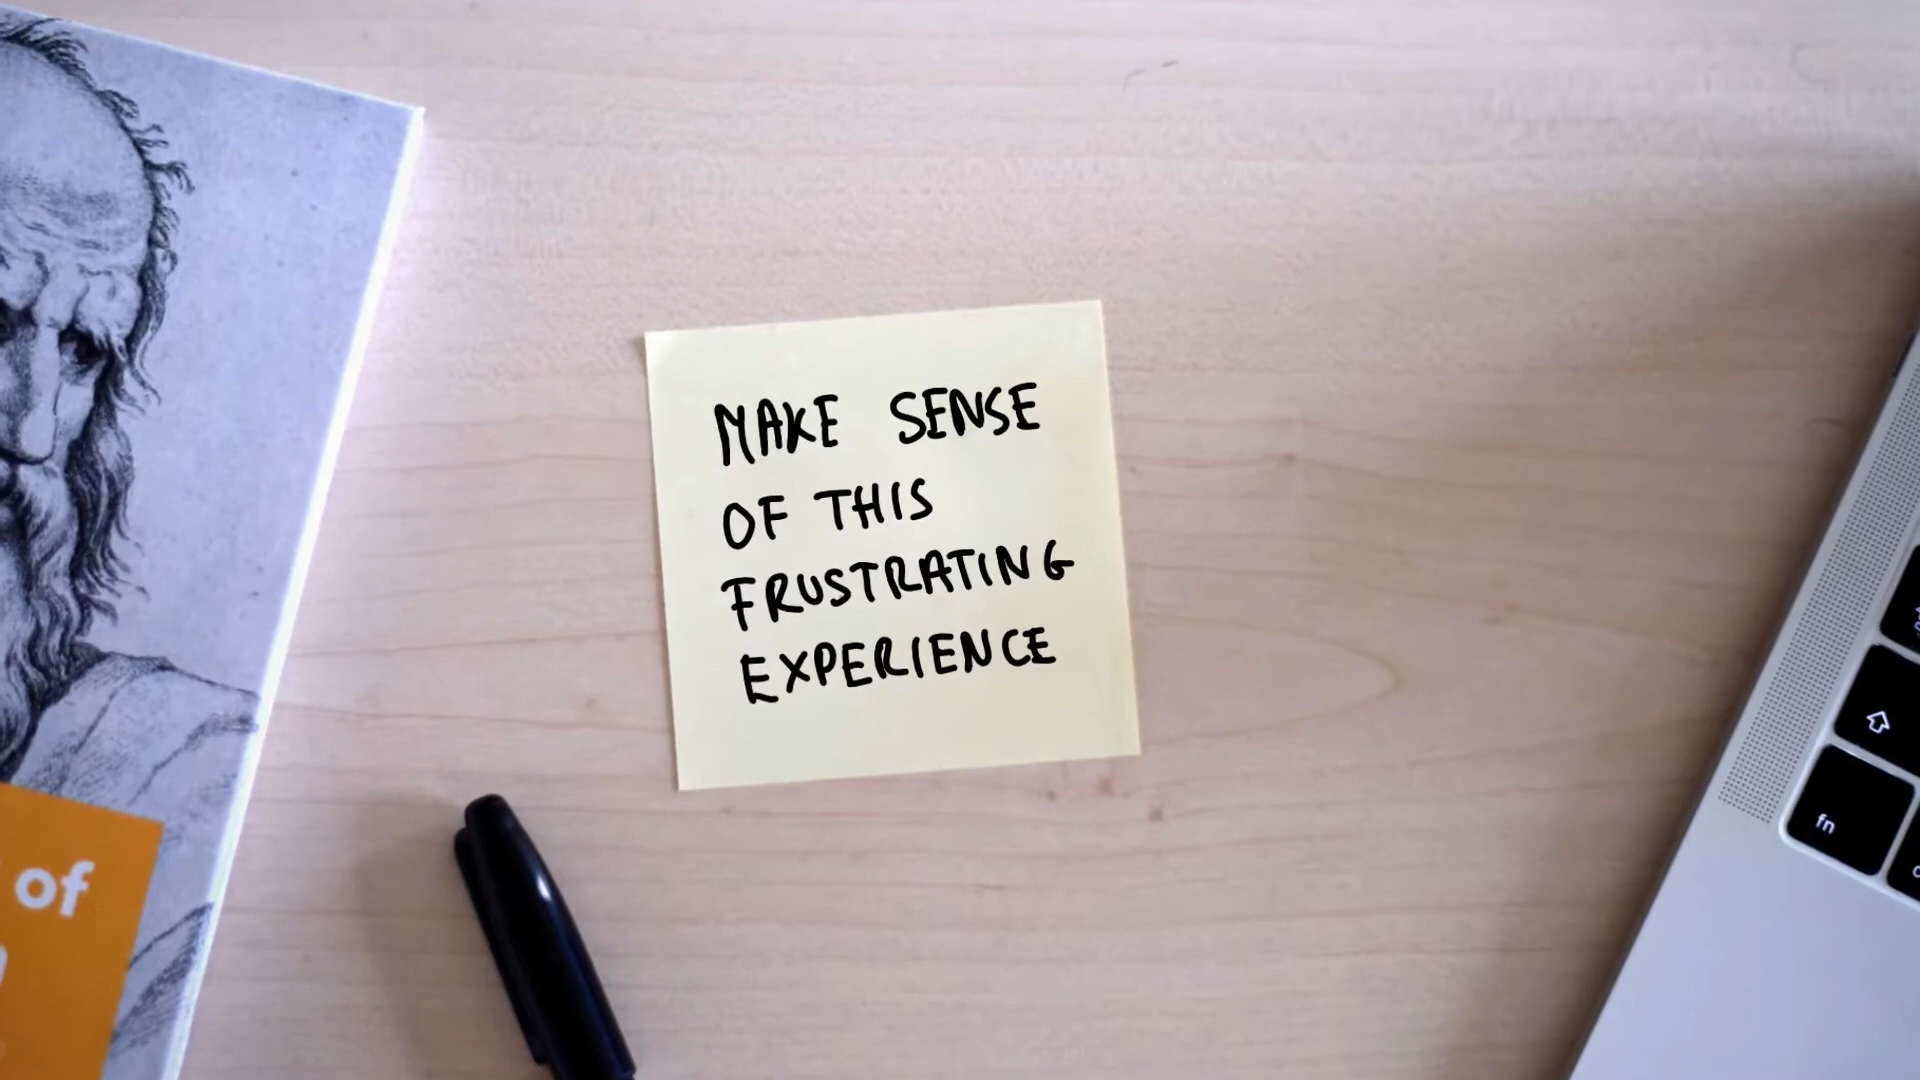 MAKE SENSE
OF THIS
FRUSTRATING
EXPERIENCE
of
fn